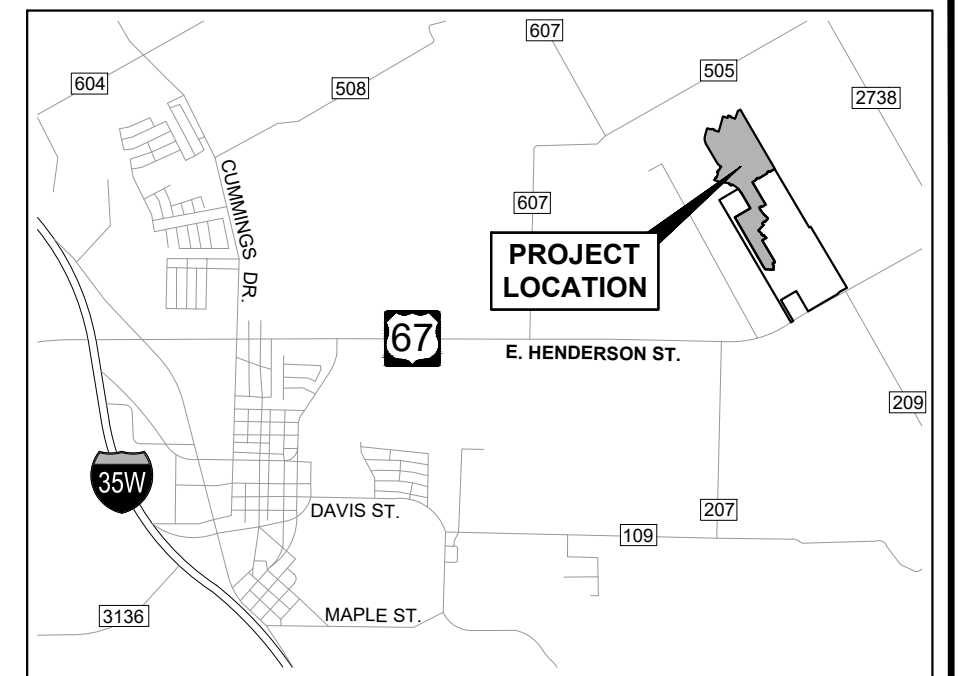 607
604
508
505
2738
CUMMINGS DR.
607
PROJECT
LOCATION
67
E. HENDERSON ST.
209
35W
DAVIS ST.
207
109
3136
MAPLE ST.